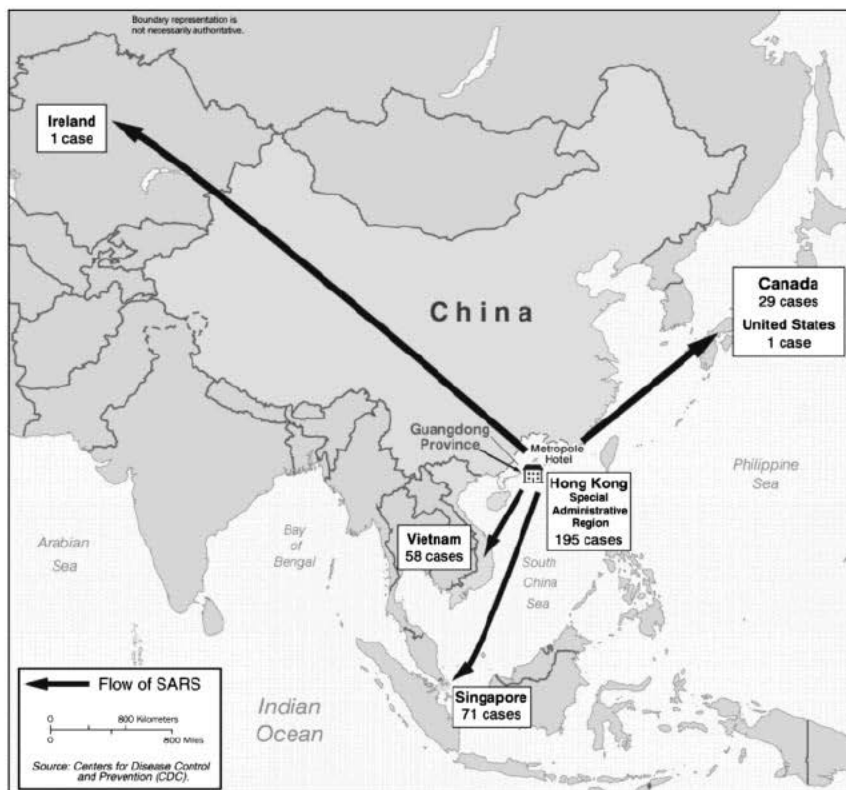 Boundary representation is
not necessarily authoritative.
Ireland
1 case
China
Canada
29 cases
United States
1 case
Guangdong
Province
Metropole
Hotel
Hong Kong
Special
Administrative
Region
195 cases
Philippine
Sea
Vietnam
58 cases
Arabian
Sea
Bay
of
Bengal
South
China
Sea
Singapore
71 cases
Indian
Ocean
Flow of SARS
0 800 Kilometers
0 800 Miles
Source: Centers for Disease Control
and Prevention (CDC).